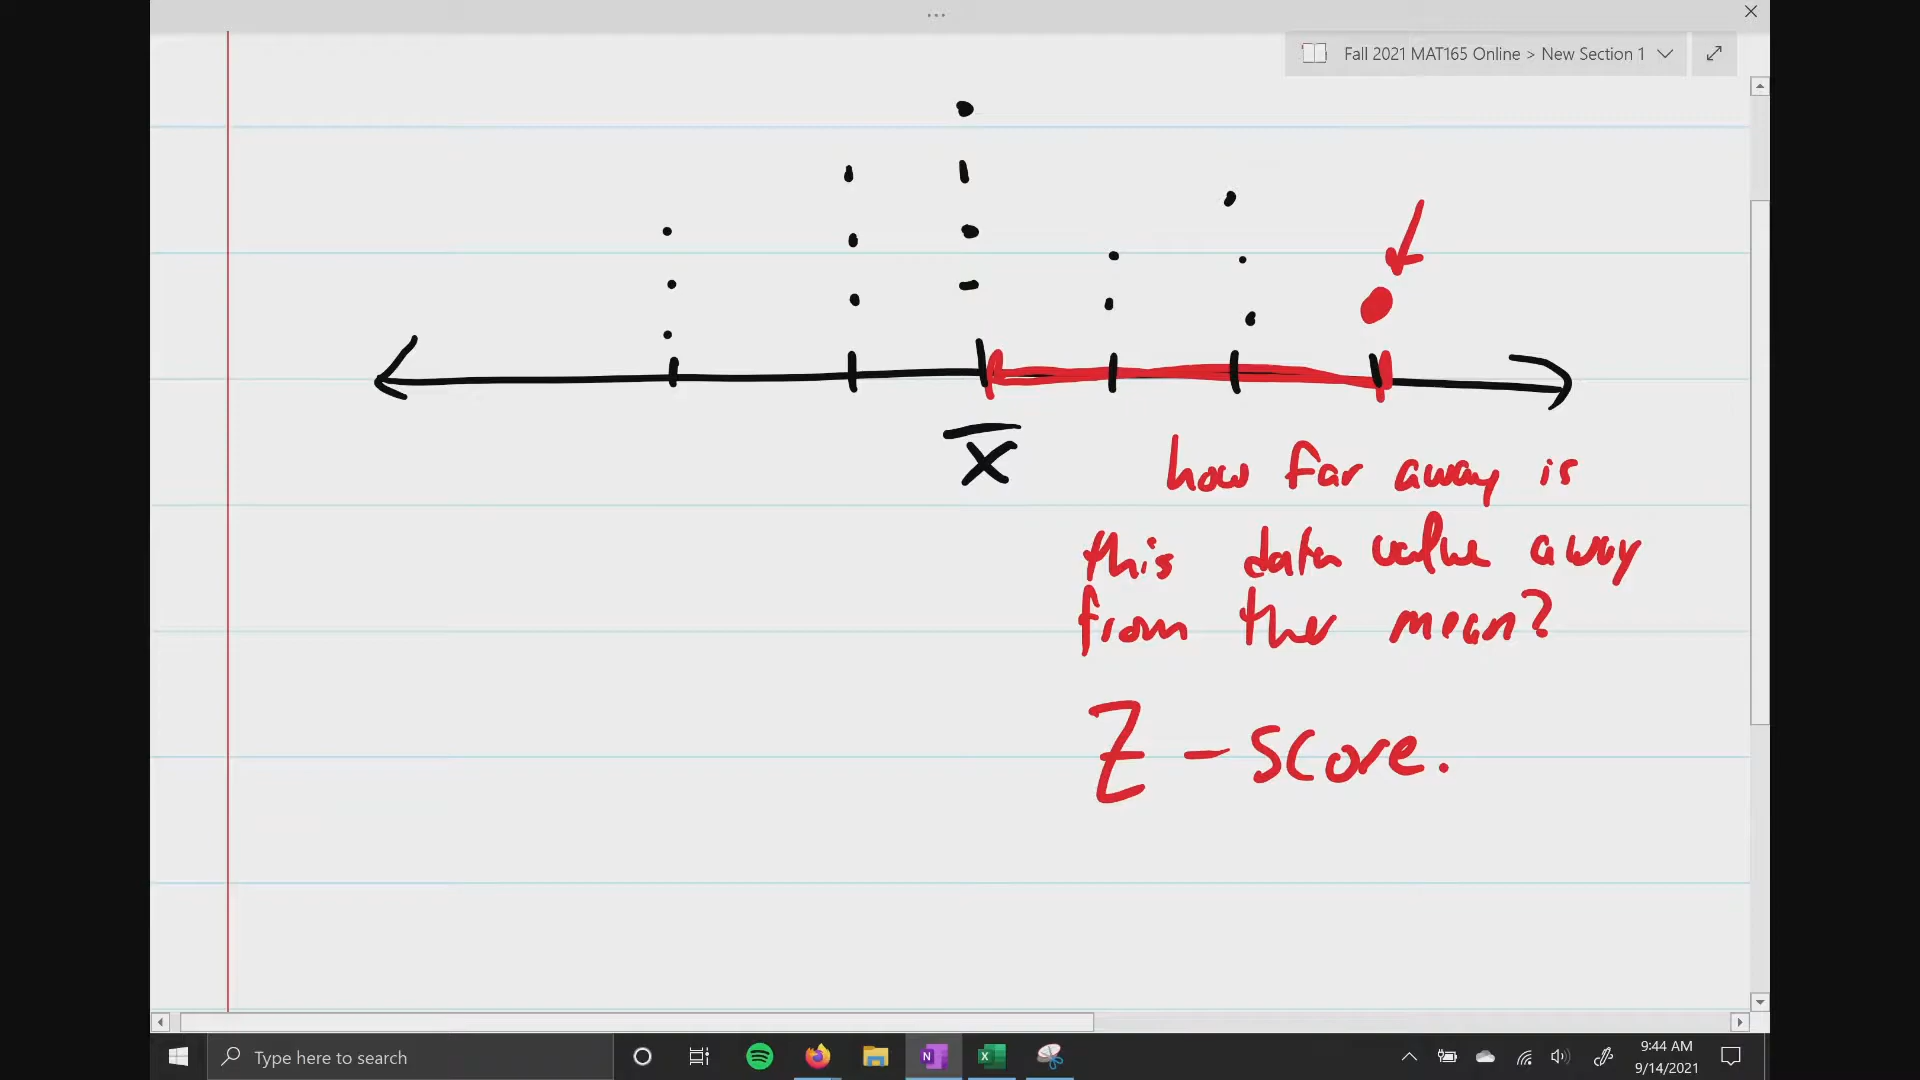 Fall 2021 MAT165 Online > New Section 1
x̄
how far away is
this data value away
from the mean?
Z - score.
Type here to search
9:44 AM
9/14/2021